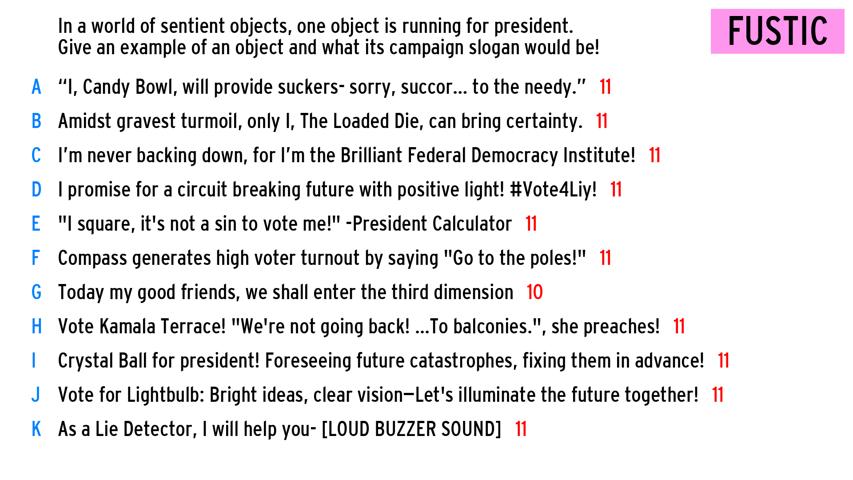 In a world of sentient objects, one object is running for president.
Give an example of an object and what its campaign slogan would be!
FUSTIC
A “I, Candy Bowl, will provide suckers- sorry, succor... to the needy.” 11
B Amidst gravest turmoil, only I, The Loaded Die, can bring certainty. 11
C I’m never backing down, for I’m the Brilliant Federal Democracy Institute! 11
D I promise for a circuit breaking future with positive light! #Vote4Liy! 11
E "I square, it's not a sin to vote me!" -President Calculator 11
F Compass generates high voter turnout by saying "Go to the poles!" 11
G Today my good friends, we shall enter the third dimension 10
H Vote Kamala Terrace! "We're not going back! ...To balconies.", she preaches! 11
I Crystal Ball for president! Foreseeing future catastrophes, fixing them in advance! 11
J Vote for Lightbulb: Bright ideas, clear vision—Let's illuminate the future together! 11
K As a Lie Detector, I will help you- [LOUD BUZZER SOUND] 11